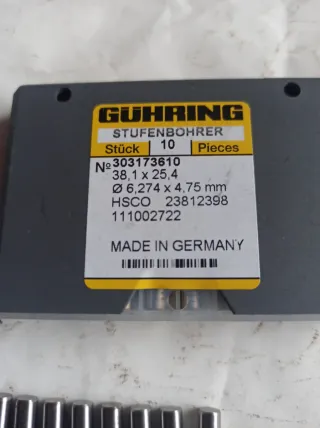 GÜHRING
STUFENBOHRER
Stück 10 Pieces
№ 303173610
38,1 x 25,4
Ø 6,274 x 4,75 mm
HSCO 23812398
111002722
MADE IN GERMANY